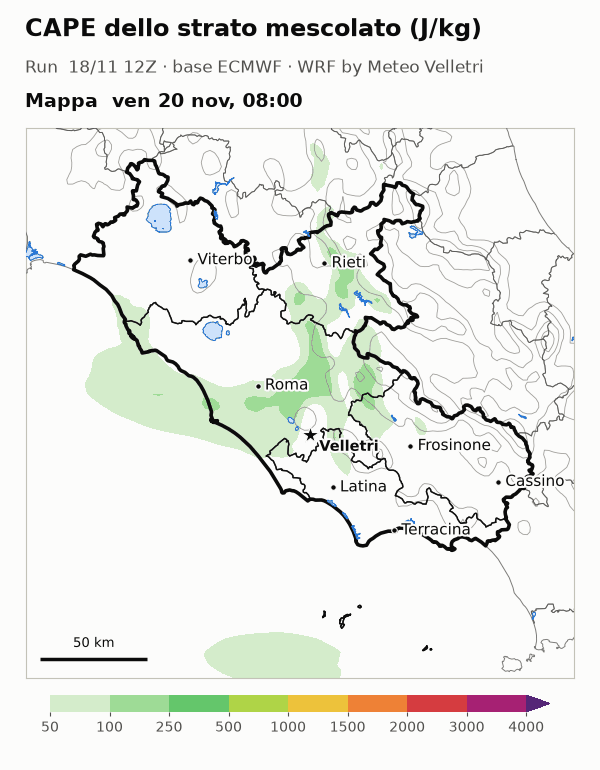 CAPE dello strato mescolato (J/kg)
Run  18/11 12Z · base ECMWF · WRF by Meteo Velletri
Mappa  ven 20 nov, 08:00
Viterbo
Rieti
Roma
Velletri
Frosinone
Latina
Cassino
Terracina
50 km
50 100 250 500 1000 1500 2000 3000 4000